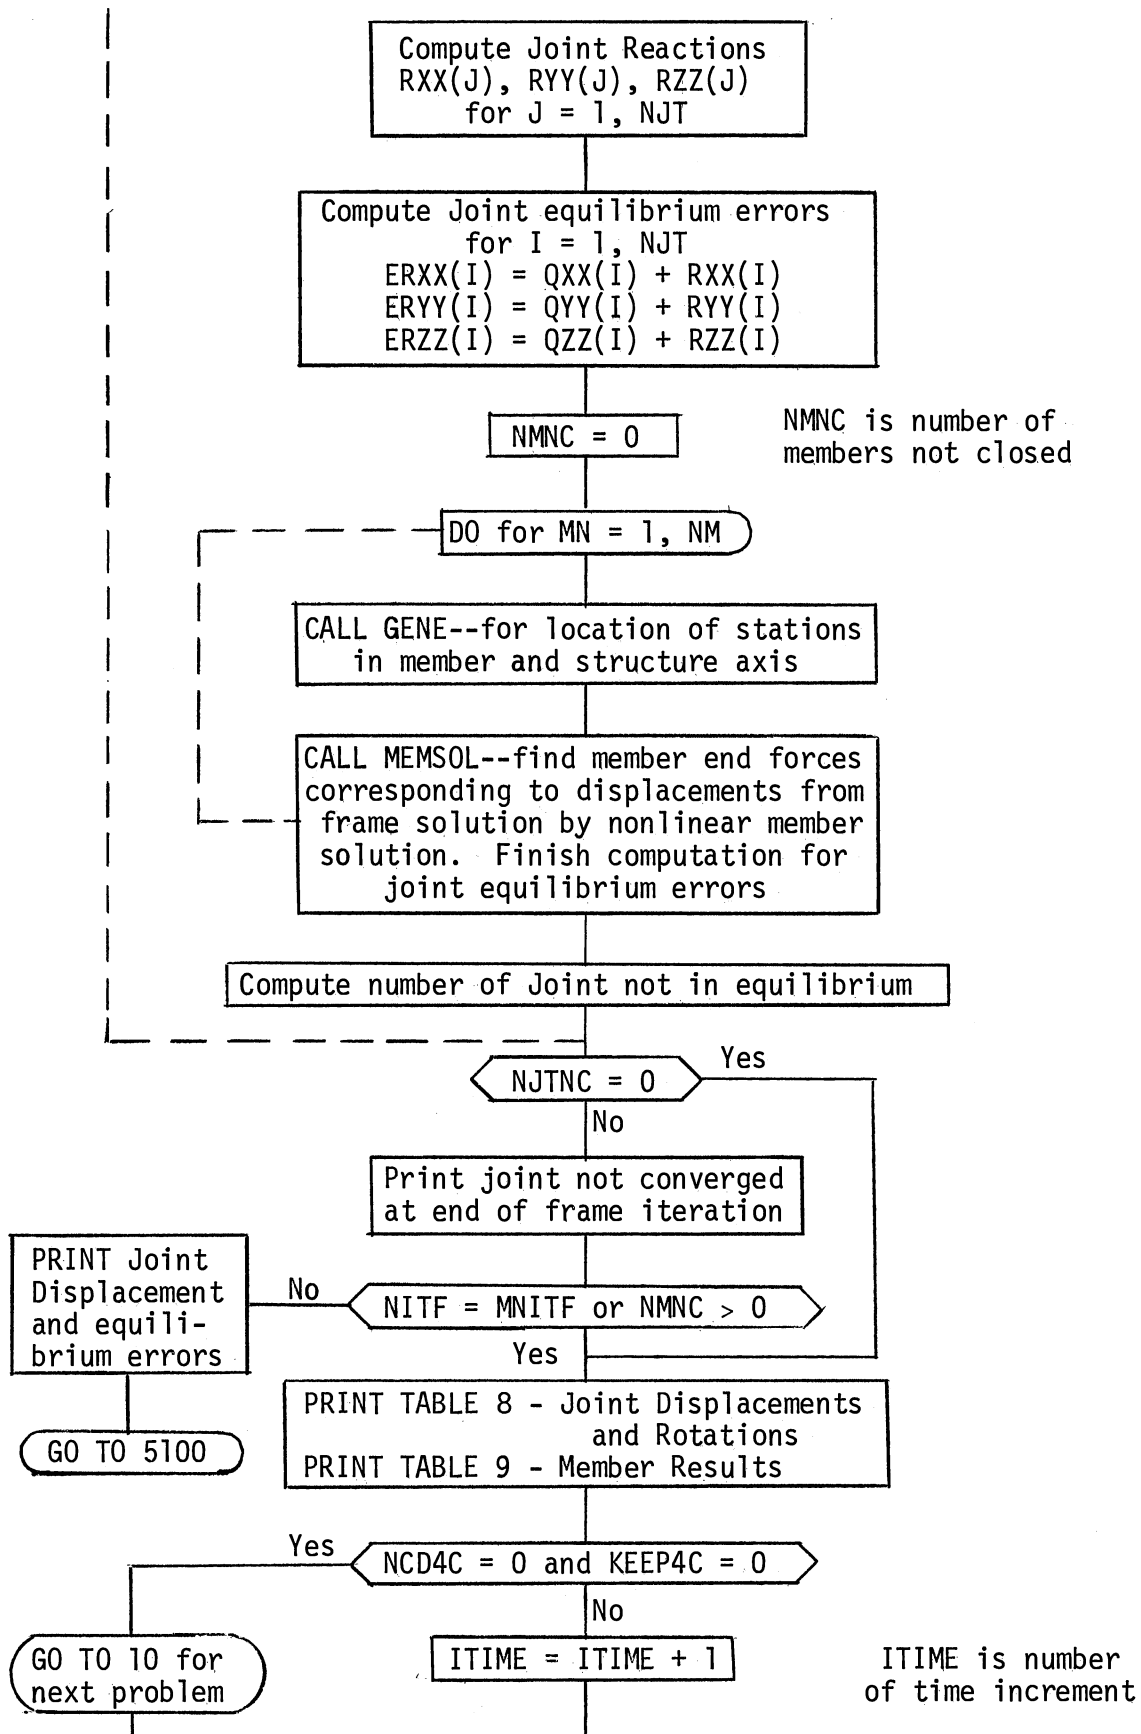 Compute Joint Reactions
RXX(J), RYY(J), RZZ(J)
for J = 1, NJT
Compute Joint equilibrium errors
for I = 1, NJT
ERXX(I) = QXX(I) + RXX(I)
ERYY(I) = QYY(I) + RYY(I)
ERZZ(I) = QZZ(I) + RZZ(I)
NMNC = 0
NMNC is number of
members not closed
DO for MN = 1, NM
CALL GENE--for location of stations
in member and structure axis
CALL MEMSOL--find member end forces
corresponding to displacements from
frame solution by nonlinear member
solution. Finish computation for
joint equilibrium errors
Compute number of Joint not in equilibrium
NJTNC = 0
Yes
No
Print joint not converged
at end of frame iteration
NITF = MNITF or NMNC > 0
No
PRINT Joint
Displacement
and equili-
brium errors
GO TO 5100
Yes
PRINT TABLE 8 - Joint Displacements
and Rotations
PRINT TABLE 9 - Member Results
NCD4C = 0 and KEEP4C = 0
Yes
GO TO 10 for
next problem
No
ITIME = ITIME + 1
ITIME is number
of time increment